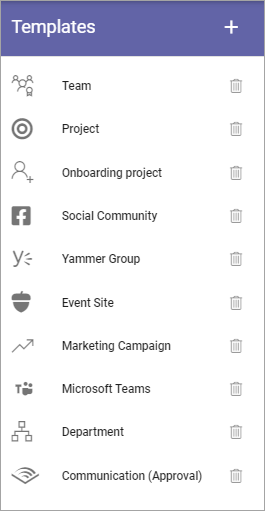 Templates +
Team
Project
Onboarding project
Social Community
Yammer Group
Event Site
Marketing Campaign
Microsoft Teams
Department
Communication (Approval)